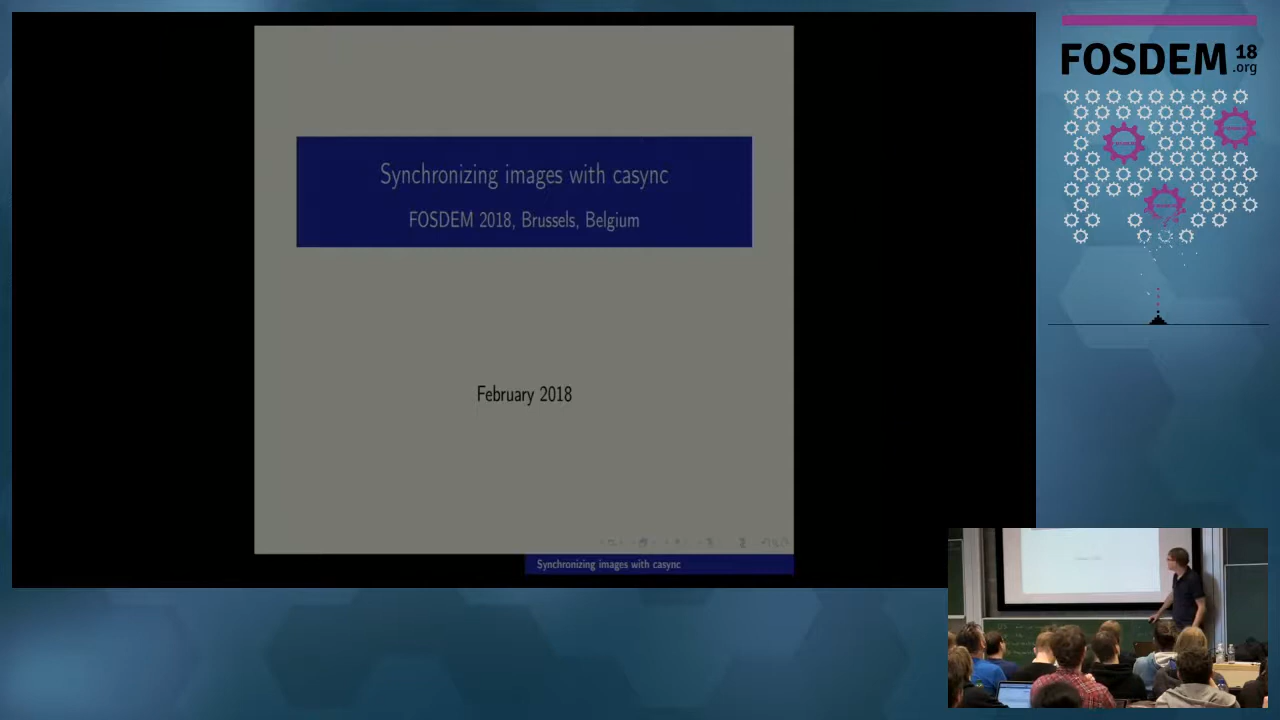 Synchronizing images with casync
FOSDEM 2018, Brussels, Belgium
February 2018
Synchronizing images with casync
FOSDEM 18
.org